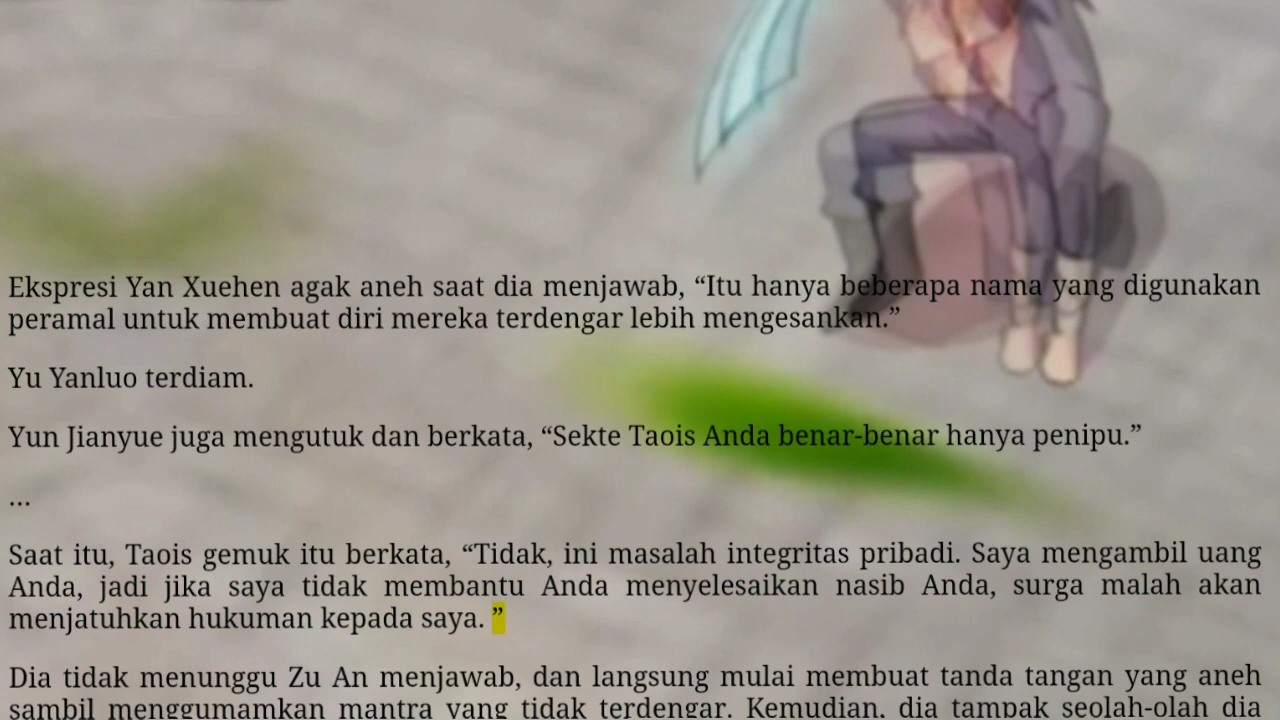 Ekspresi Yan Xuehen agak aneh saat dia menjawab, “Itu hanya beberapa nama yang digunakan
peramal untuk membuat diri mereka terdengar lebih mengesankan.”
Yu Yanluo terdiam.
Yun Jianyue juga mengutuk dan berkata, “Sekte Taois Anda benar-benar hanya penipu.”
...
Saat itu, Taois gemuk itu berkata, “Tidak, ini masalah integritas pribadi. Saya mengambil uang
Anda, jadi jika saya tidak membantu Anda menyelesaikan nasib Anda, surga malah akan
menjatuhkan hukuman kepada saya. ”
Dia tidak menunggu Zu An menjawab, dan langsung mulai membuat tanda tangan yang aneh
sambil menggumamkan mantra yang tidak terdengar. Kemudian, dia tampak seolah-olah dia